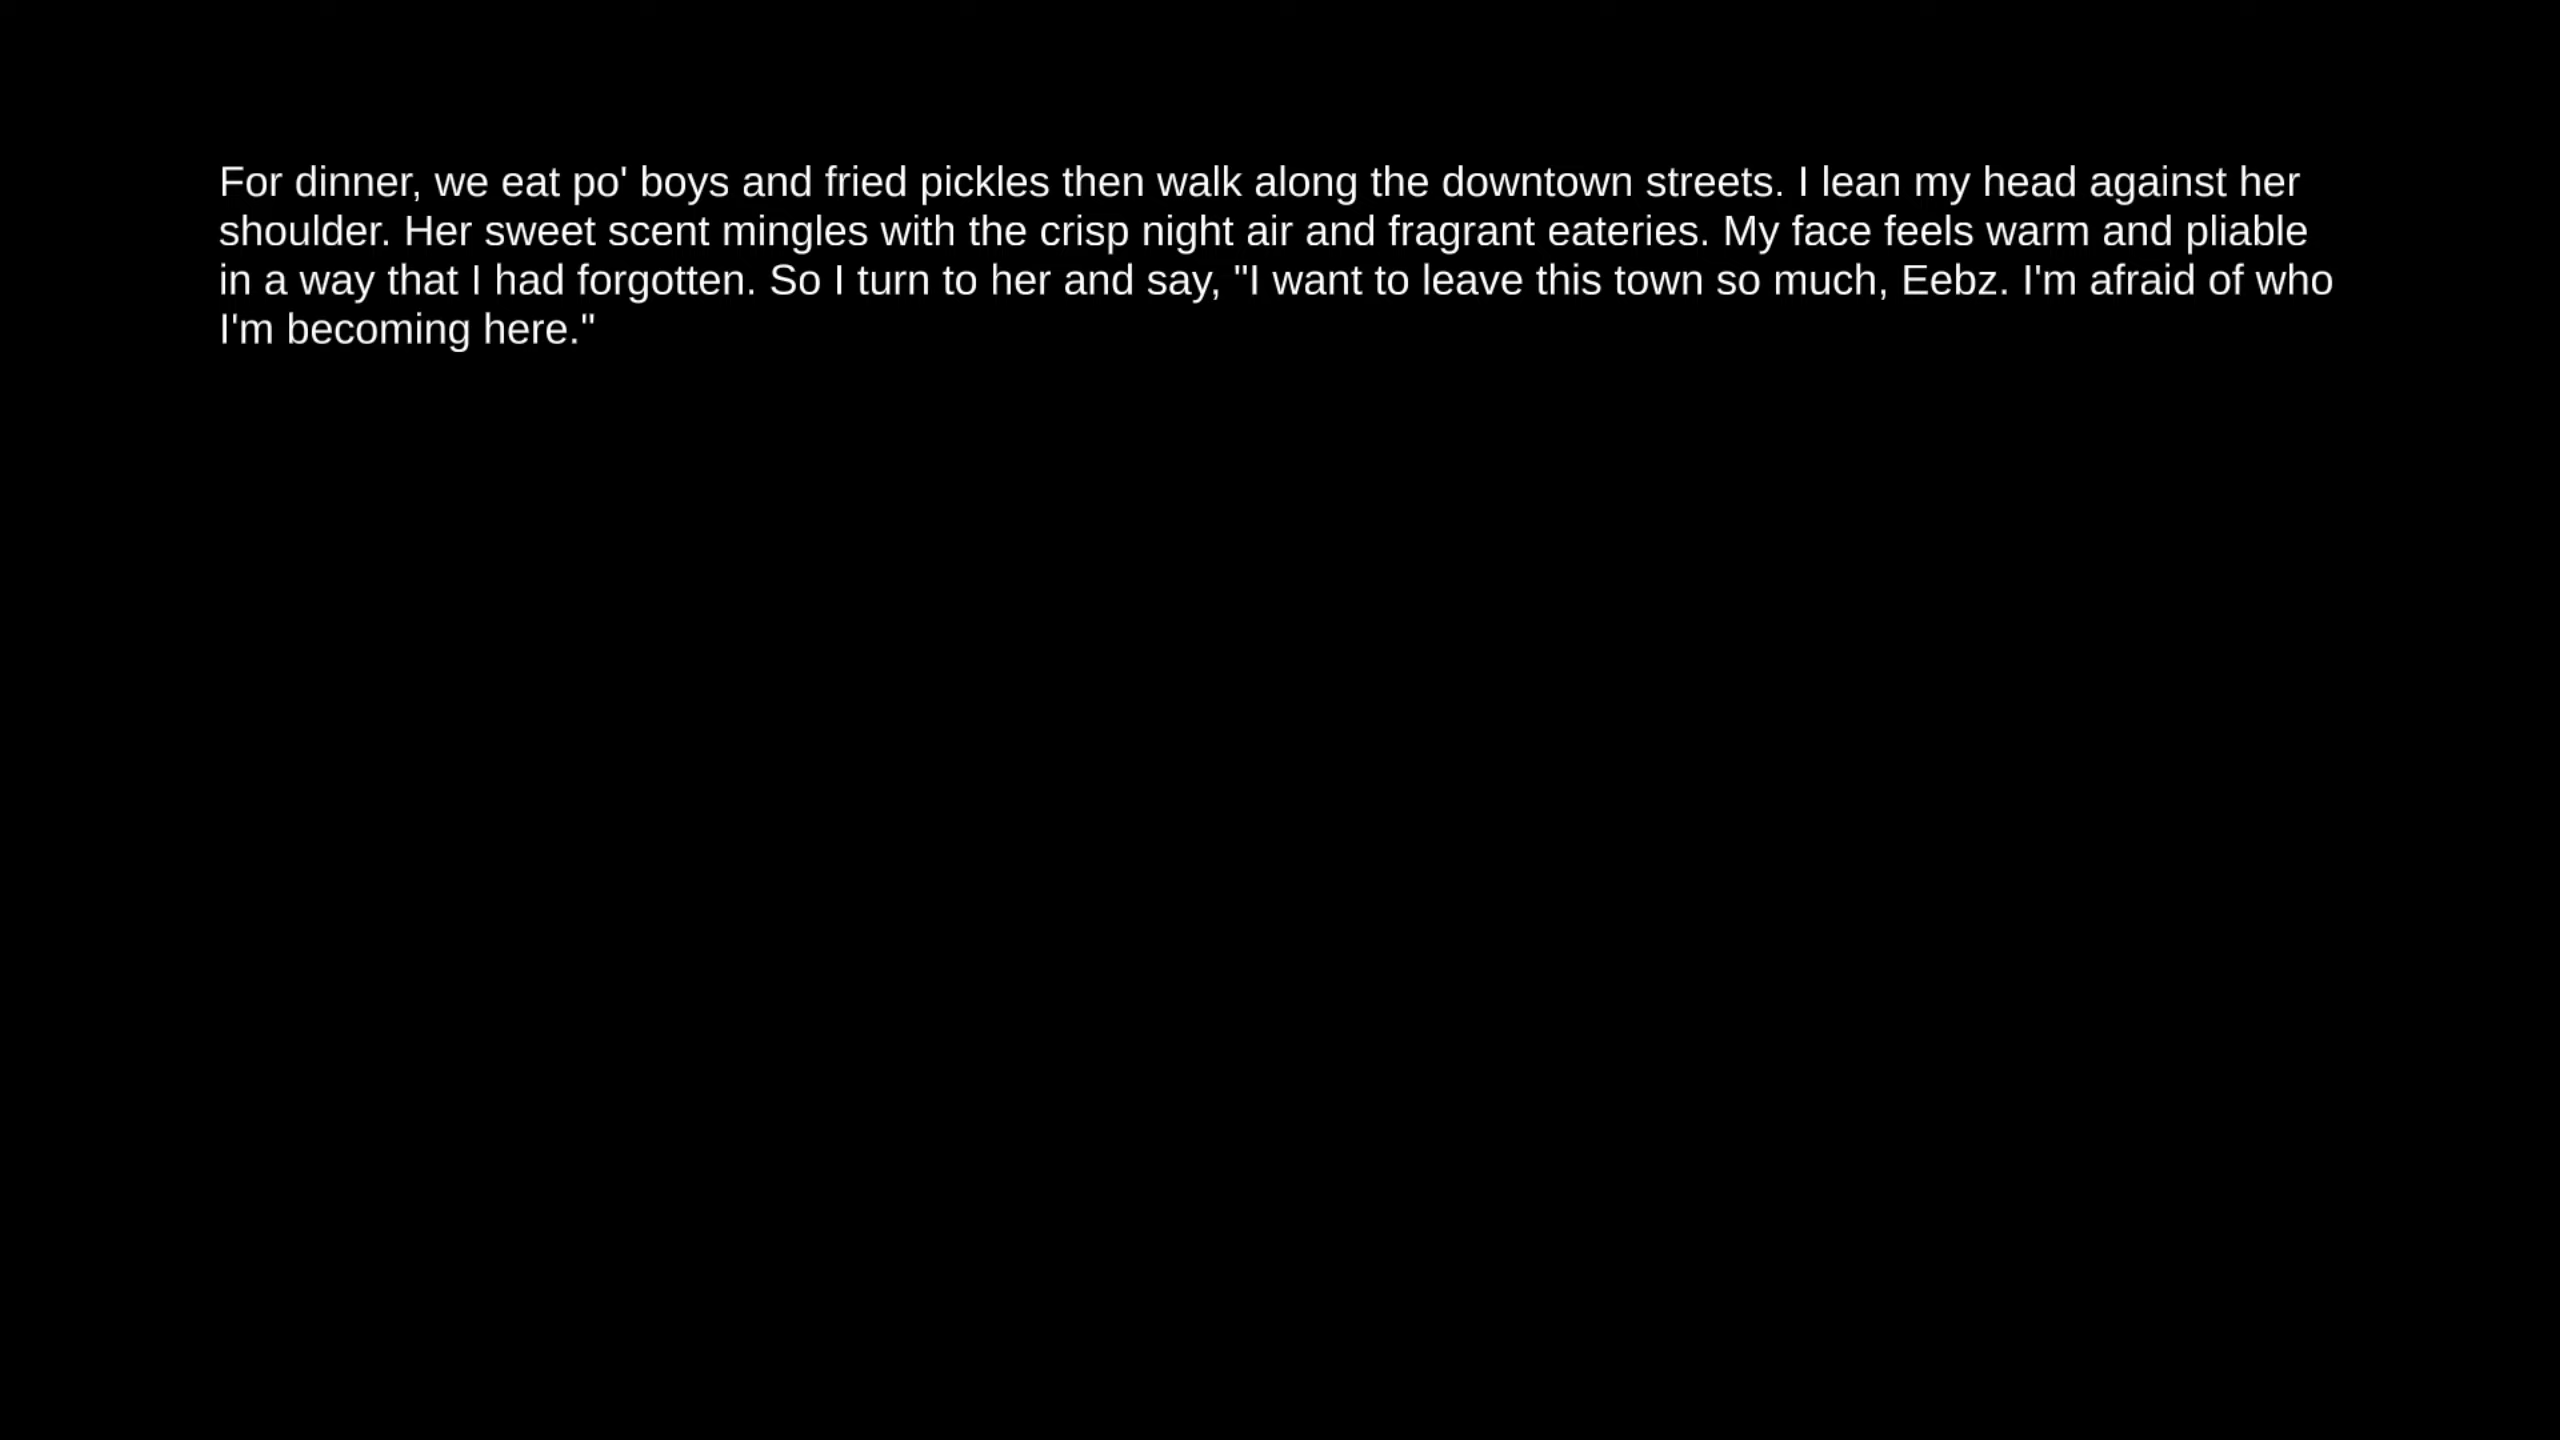 For dinner, we eat po' boys and fried pickles then walk along the downtown streets. I lean my head against her
shoulder. Her sweet scent mingles with the crisp night air and fragrant eateries. My face feels warm and pliable
in a way that I had forgotten. So I turn to her and say, "I want to leave this town so much, Eebz. I'm afraid of who
I'm becoming here."